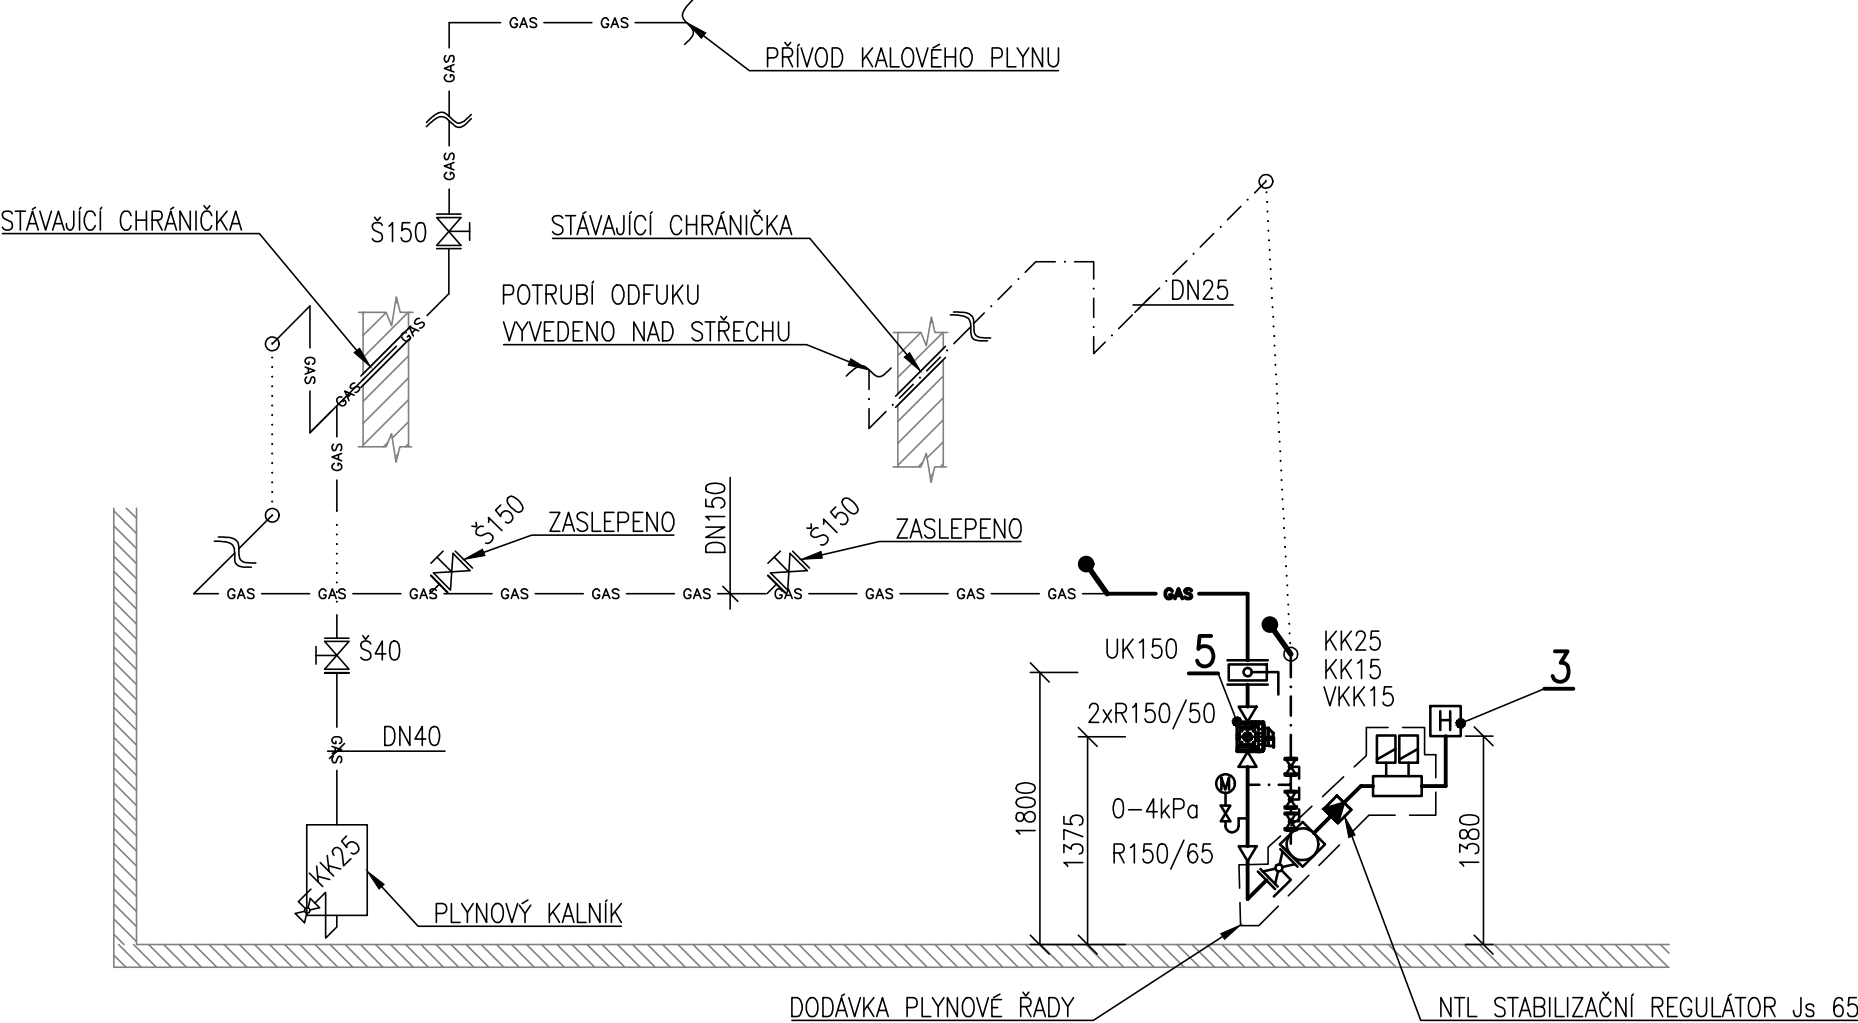 GAS GAS
PŘÍVOD KALOVÉHO PLYNU
GAS
GAS
STÁVAJÍCÍ CHRÁNIČKA
Š150
STÁVAJÍCÍ CHRÁNIČKA
POTRUBÍ ODFUKU
VYVEDENO NAD STŘECHU
DN25
GAS
GAS
GAS
GAS
Š150
ZASLEPENO
DN150
Š150
ZASLEPENO
GAS GAS GAS GAS GAS GAS GAS GAS GAS GAS GAS
Š40
UK150
5
KK25
KK15
VKK15
3
2xR150/50
H
GAS
DN40
M
0-4kPa
R150/65
1800
1375
1380
KK25
PLYNOVÝ KALNÍK
DODÁVKA PLYNOVÉ ŘADY
NTL STABILIZAČNÍ REGULÁTOR Js 65